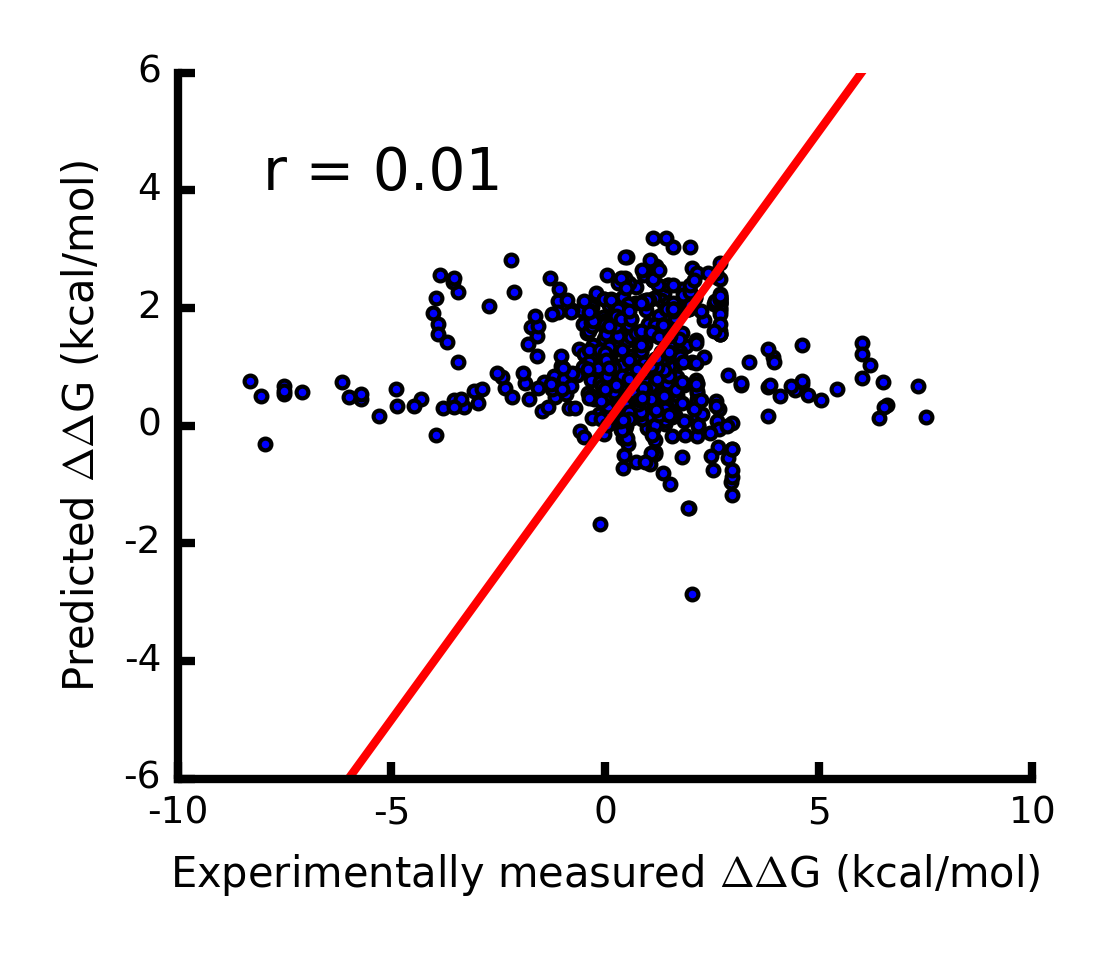 6
4
2
0
-2
-4
-6
r = 0.01
Predicted ΔΔG (kcal/mol)
-10 -5 0 5 10
Experimentally measured ΔΔG (kcal/mol)